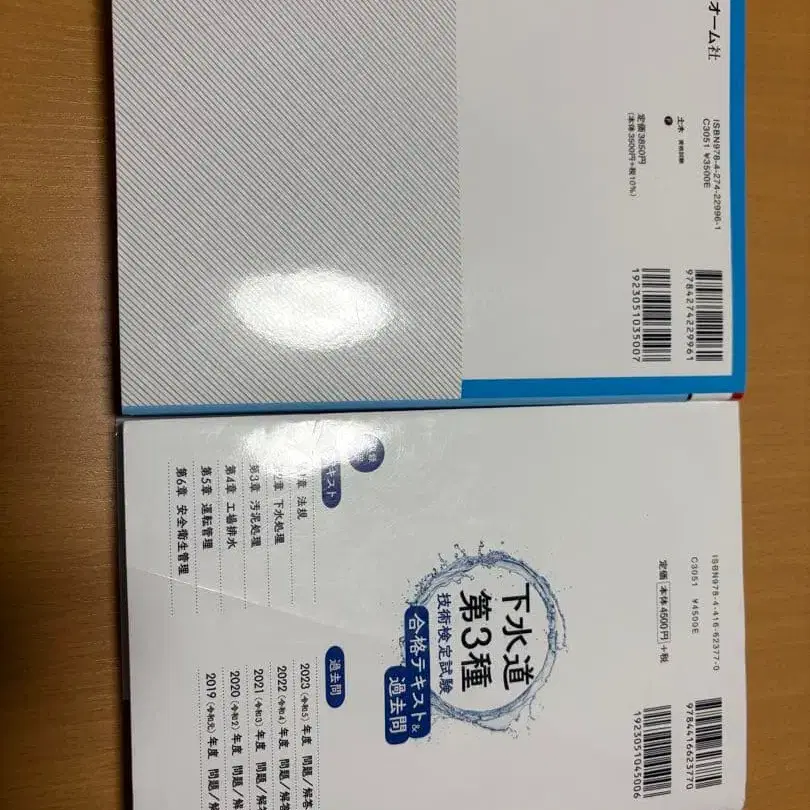 オーム社
ISBN978-4-274-22996-1
C3051 ¥3500E
土木 資格試験
定価3850円
(本体3500円+税10%)
9784274229961
1923051035007
ISBN978-4-416-62377-0
C3051 ¥4500E
定価 本体4500円 +税
9784416623770
1923051045006
下水道
第3種
技術検定試験
合格テキスト&
過去問
キスト
章 法規
章 下水処理
第3章 汚泥処理
第4章 工場排水
第5章 運転管理
第6章 安全衛生管理
過去問
2023(令和5)年度 問題/解答
2022(令和4)年度 問題/解答
2021(令和3)年度 問題/解答
2020(令和2)年度 問題/解
2019(令和元)年度 問題/解